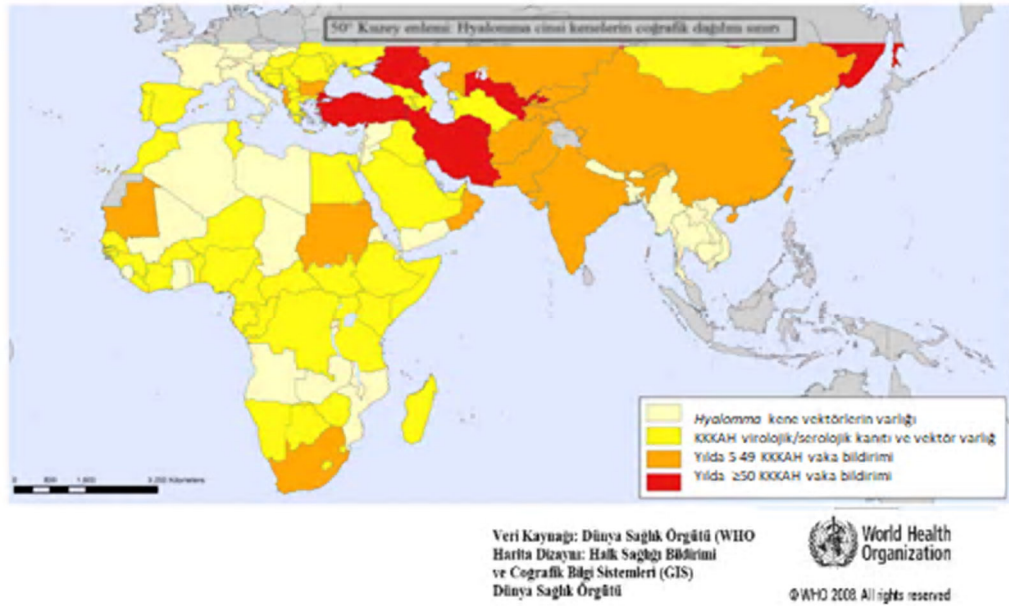 50° Kuzey enlemi: Hyalomma cinsi kenelerin coğrafik dağılım sınırı
Hyalomma kene vektörlerin varlığı
KKKAH virolojik/serolojik kanıtı ve vektör varlığı
Yılda 5-49 KKKAH vaka bildirimi
Yılda ≥50 KKKAH vaka bildirimi
Veri Kaynağı: Dünya Sağlık Örgütü (WHO
Harita Dizaynı: Halk Sağlığı Bildirimi
ve Coğrafik Bilgi Sistemleri (GIS)
Dünya Sağlık Örgütü
World Health
Organization
© WHO 2008. All rights reserved